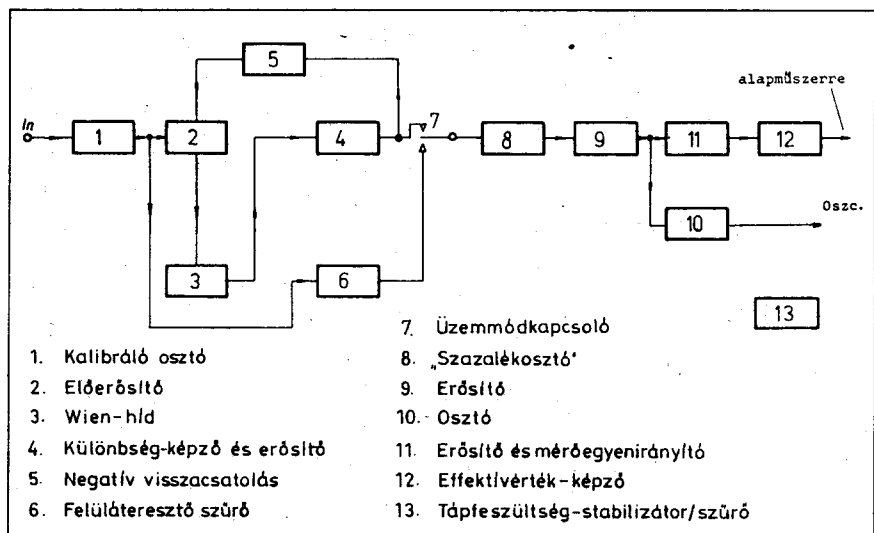 5
alapműszerre
7
In
1
2
4
8
9
11
12
10
Oszc.
3
6
13
1. Kalibráló osztó
2. Előerősítő
3. Wien-híd
4. Különbség-képző és erősítő
5. Negatív visszacsatolás
6. Felüláteresztő szűrő
7. Üzemmódkapcsoló
8. „Szazalékosztó"
9. Erősítő
10. Osztó
11. Erősítő és mérőegyenirányító
12. Effektívérték-képző
13. Tápfeszültség-stabilizátor/szűrő